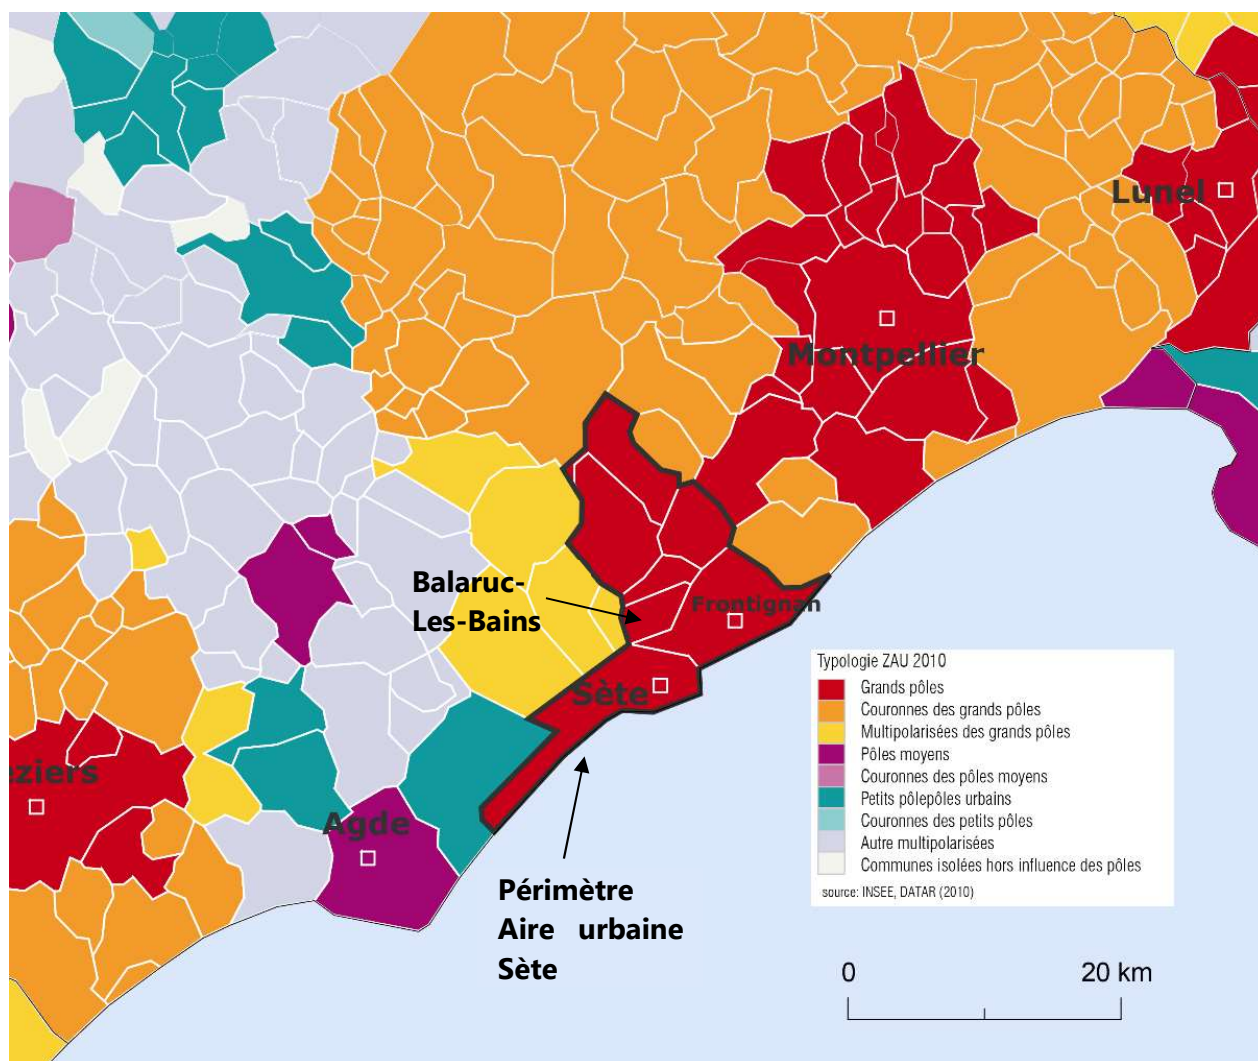 Lunel
Montpellier
Balaruc-
Les-Bains
Frontignan
Sète
eziers
Agde
Périmètre
Aire urbaine
Sète
Typologie ZAU 2010
Grands pôles
Couronnes des grands pôles
Multipolarisées des grands pôles
Pôles moyens
Couronnes des pôles moyens
Petits pôlepôles urbains
Couronnes des petits pôles
Autre multipolarisées
Communes isolées hors influence des pôles
source: INSEE, DATAR (2010)
0 20 km